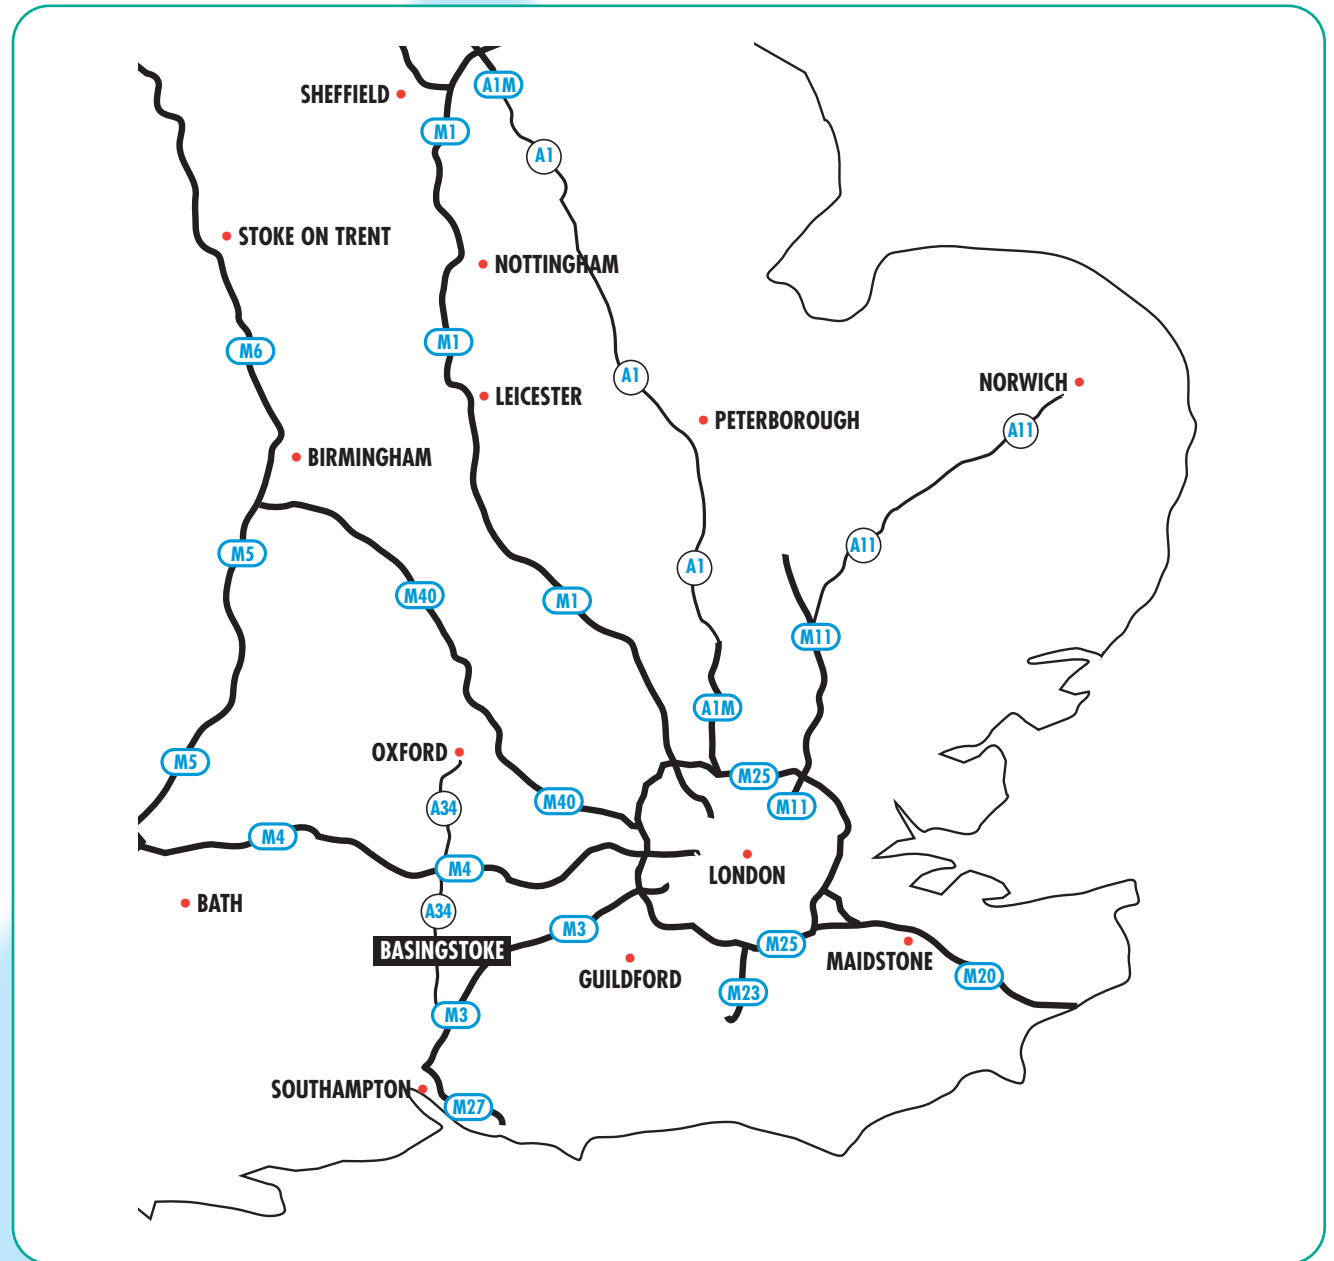 A1M
SHEFFIELD
M1
A1
STOKE ON TRENT
NOTTINGHAM
M6
M1
A1
NORWICH
LEICESTER
PETERBOROUGH
A11
BIRMINGHAM
M5
A11
A1
M40
M1
M11
A1M
OXFORD
M5
M25
M40
M11
A34
M4
M4
LONDON
BATH
A34
M3
BASINGSTOKE
M25
MAIDSTONE
GUILDFORD
M20
M23
M3
SOUTHAMPTON
M27